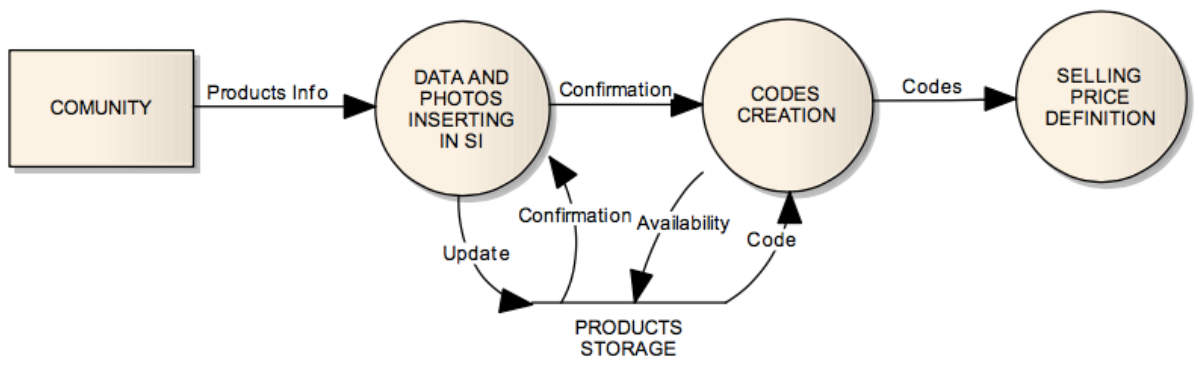 COMUNITY
Products Info
DATA AND
PHOTOS
INSERTING
IN SI
Confirmation
CODES
CREATION
Codes
SELLING
PRICE
DEFINITION
Update
Confirmation
Availability
Code
PRODUCTS
STORAGE